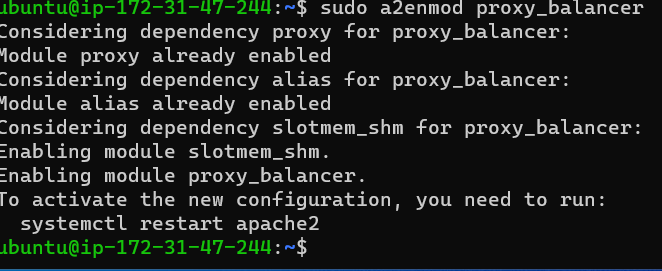 ubuntu@ip-172-31-47-244:~$ sudo a2enmod proxy_balancer
Considering dependency proxy for proxy_balancer:
Module proxy already enabled
Considering dependency alias for proxy_balancer:
Module alias already enabled
Considering dependency slotmem_shm for proxy_balancer:
Enabling module slotmem_shm.
Enabling module proxy_balancer.
To activate the new configuration, you need to run:
  systemctl restart apache2
ubuntu@ip-172-31-47-244:~$